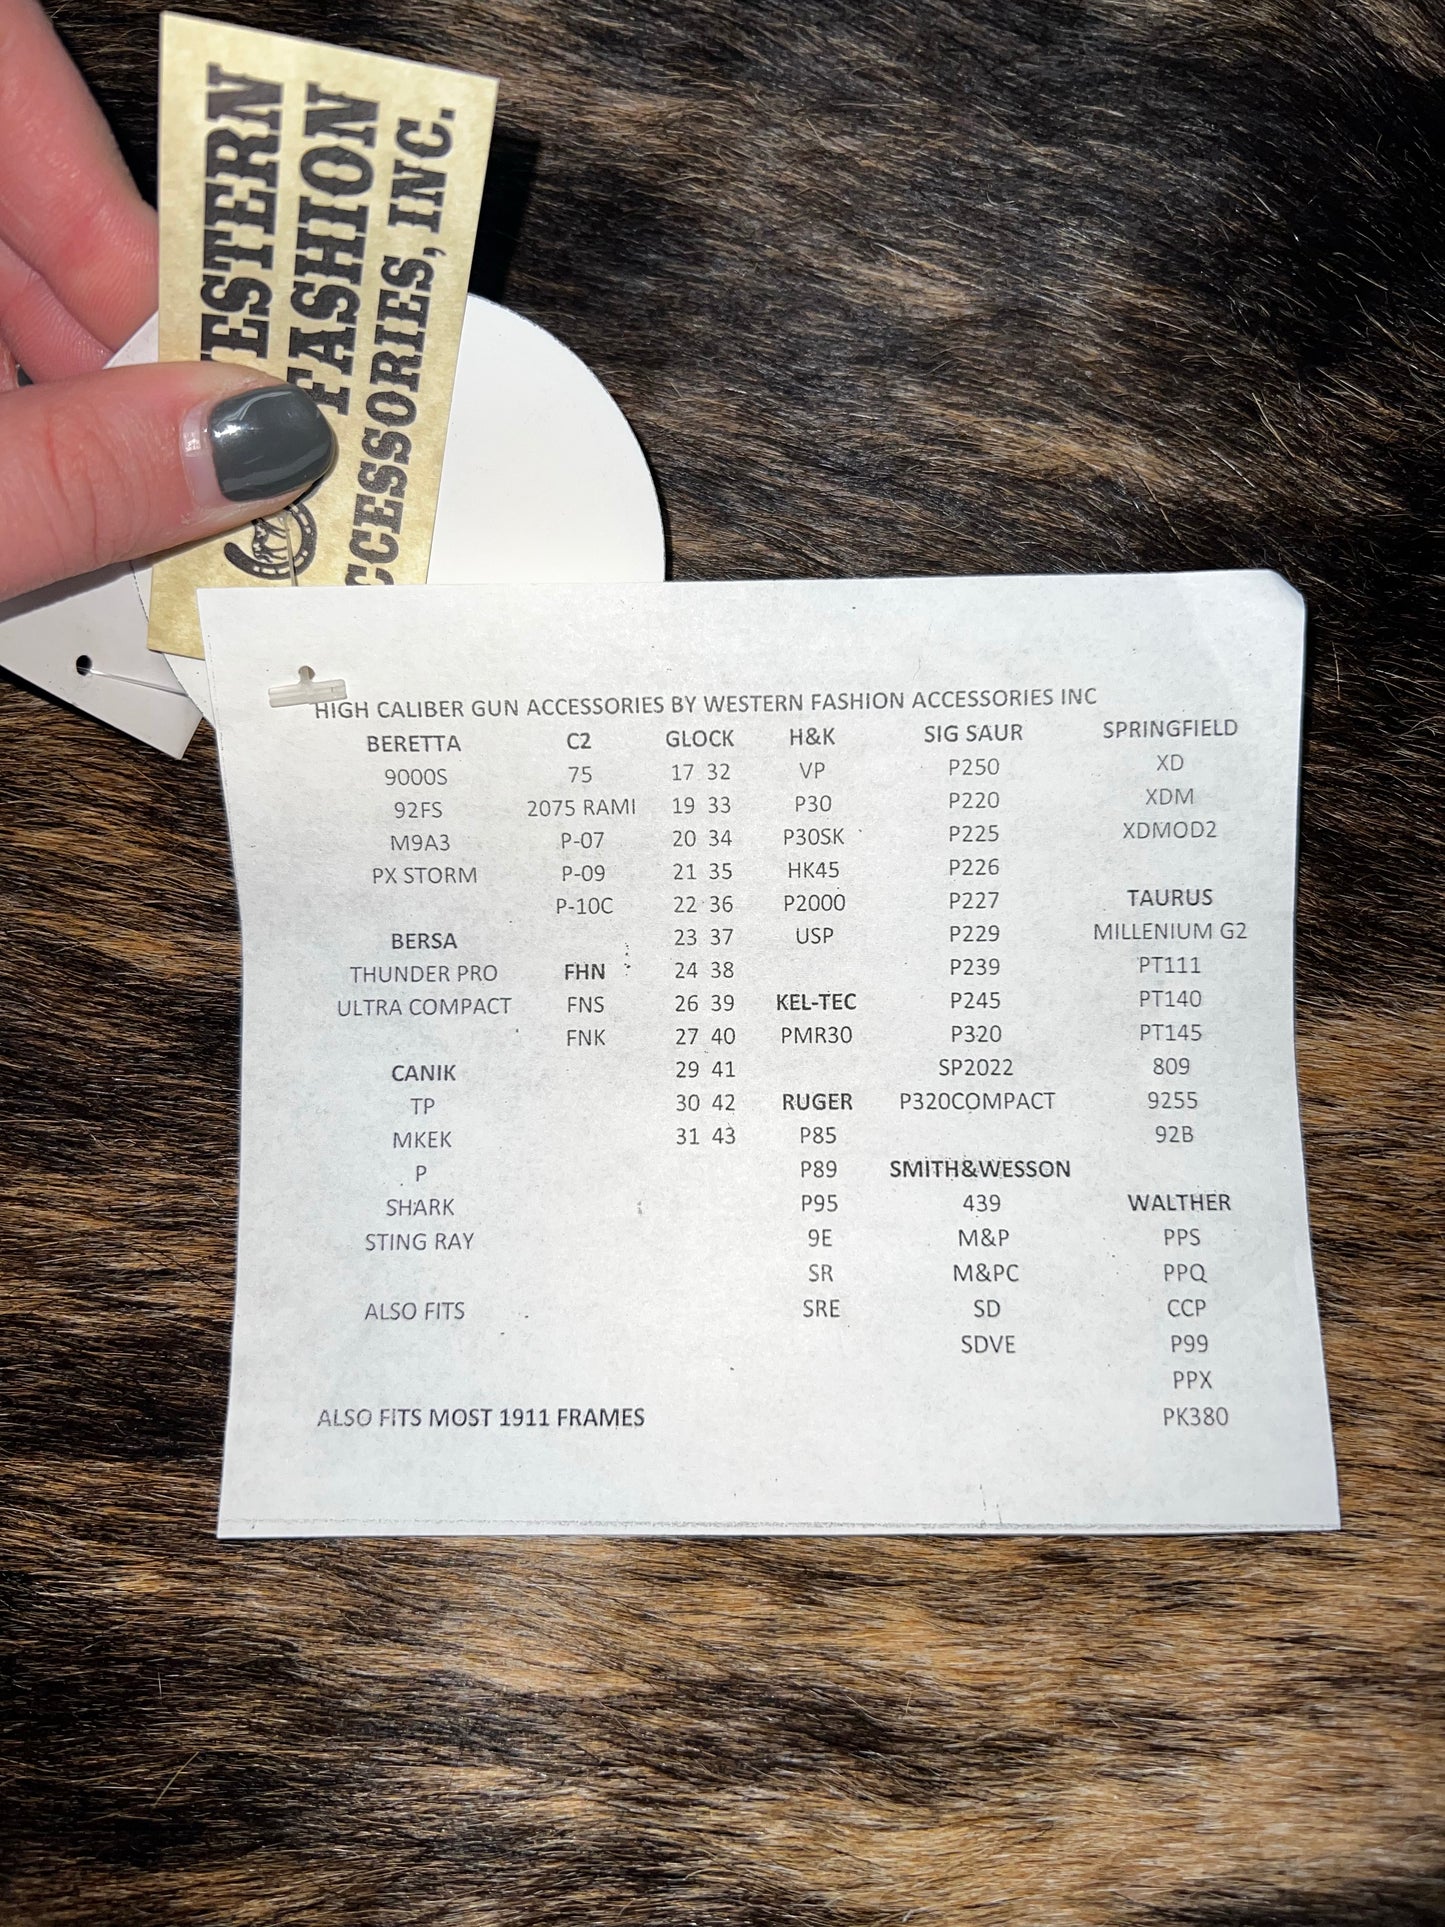 FASHION
INC.
HIGH CALIBER GUN ACCESSORIES BY WESTERN FASHION ACCESSORIES INC
BERETTA C2 GLOCK H&K SIG SAUR SPRINGFIELD
9000S 75 17 32 VP P250 XD
92FS 2075 RAMI 19 33 P30 P220 XDM
M9A3 P-07 20 34 P30SK P225 XDMOD2
PX STORM P-09 21 35 HK45 P226
P-10C 22 36 P2000 P227 TAURUS
BERSA 23 37 USP P229 MILLENIUM G2
THUNDER PRO FHN 24 38 P239 PT111
ULTRA COMPACT FNS 26 39 KEL-TEC P245 PT140
FNK 27 40 PMR30 P320 PT145
CANIK 29 41 SP2022 809
TP 30 42 RUGER P320COMPACT 9255
MKEK 31 43 P85 92B
P P89 SMITH&WESSON
SHARK P95 439 WALTHER
STING RAY 9E M&P PPS
SR M&PC PPQ
ALSO FITS SRE SD CCP
SDVE P99
PPX
ALSO FITS MOST 1911 FRAMES PK380